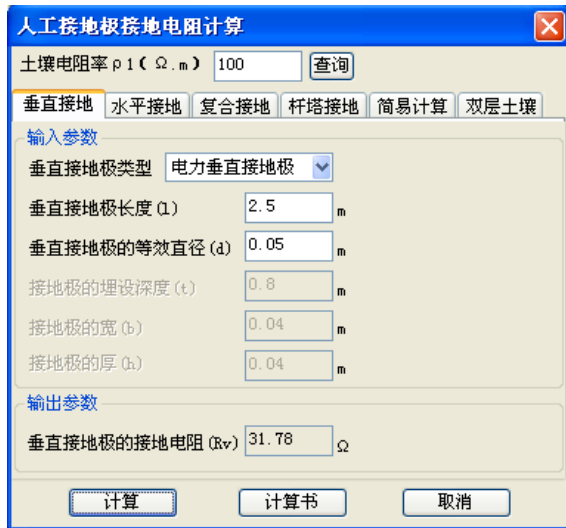 人工接地极接地电阻计算
土壤电阻率ρ1(Ω.m) 100 查询
垂直接地 水平接地 复合接地 杆塔接地 简易计算 双层土壤
输入参数
垂直接地极类型 电力垂直接地极
垂直接地极长度(l) 2.5 m
垂直接地极的等效直径(d) 0.05 m
接地极的埋设深度(t) 0.8 m
接地极的宽(b) 0.04 m
接地极的厚(h) 0.04 m
输出参数
垂直接地极的接地电阻(Rv) 31.78 Ω
计算 计算书 取消